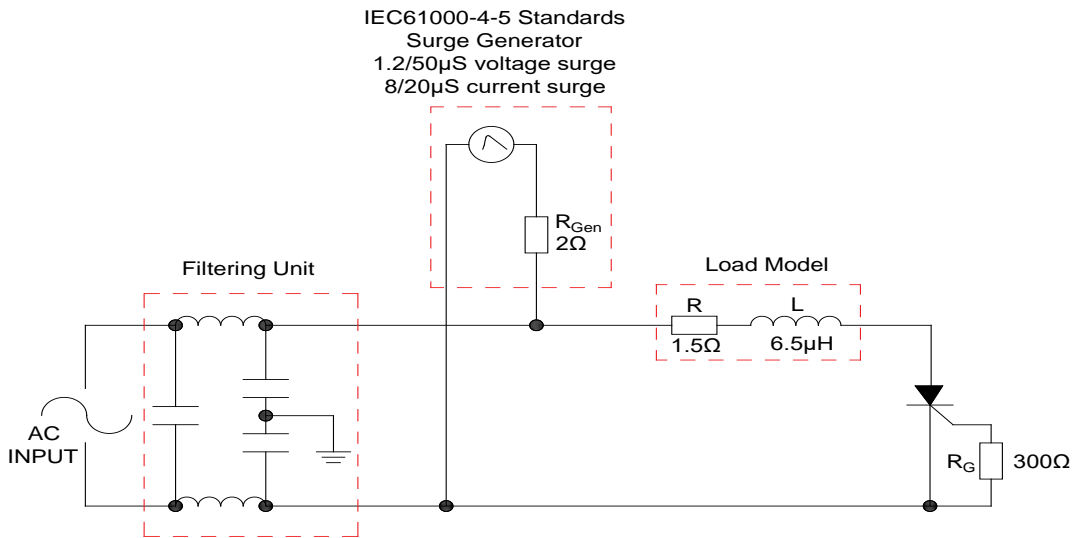 IEC61000-4-5 Standards
Surge Generator
1.2/50μS voltage surge
8/20μS current surge
RGen
2Ω
Filtering Unit
Load Model
R
L
1.5Ω
6.5μH
AC
INPUT
RG
300Ω